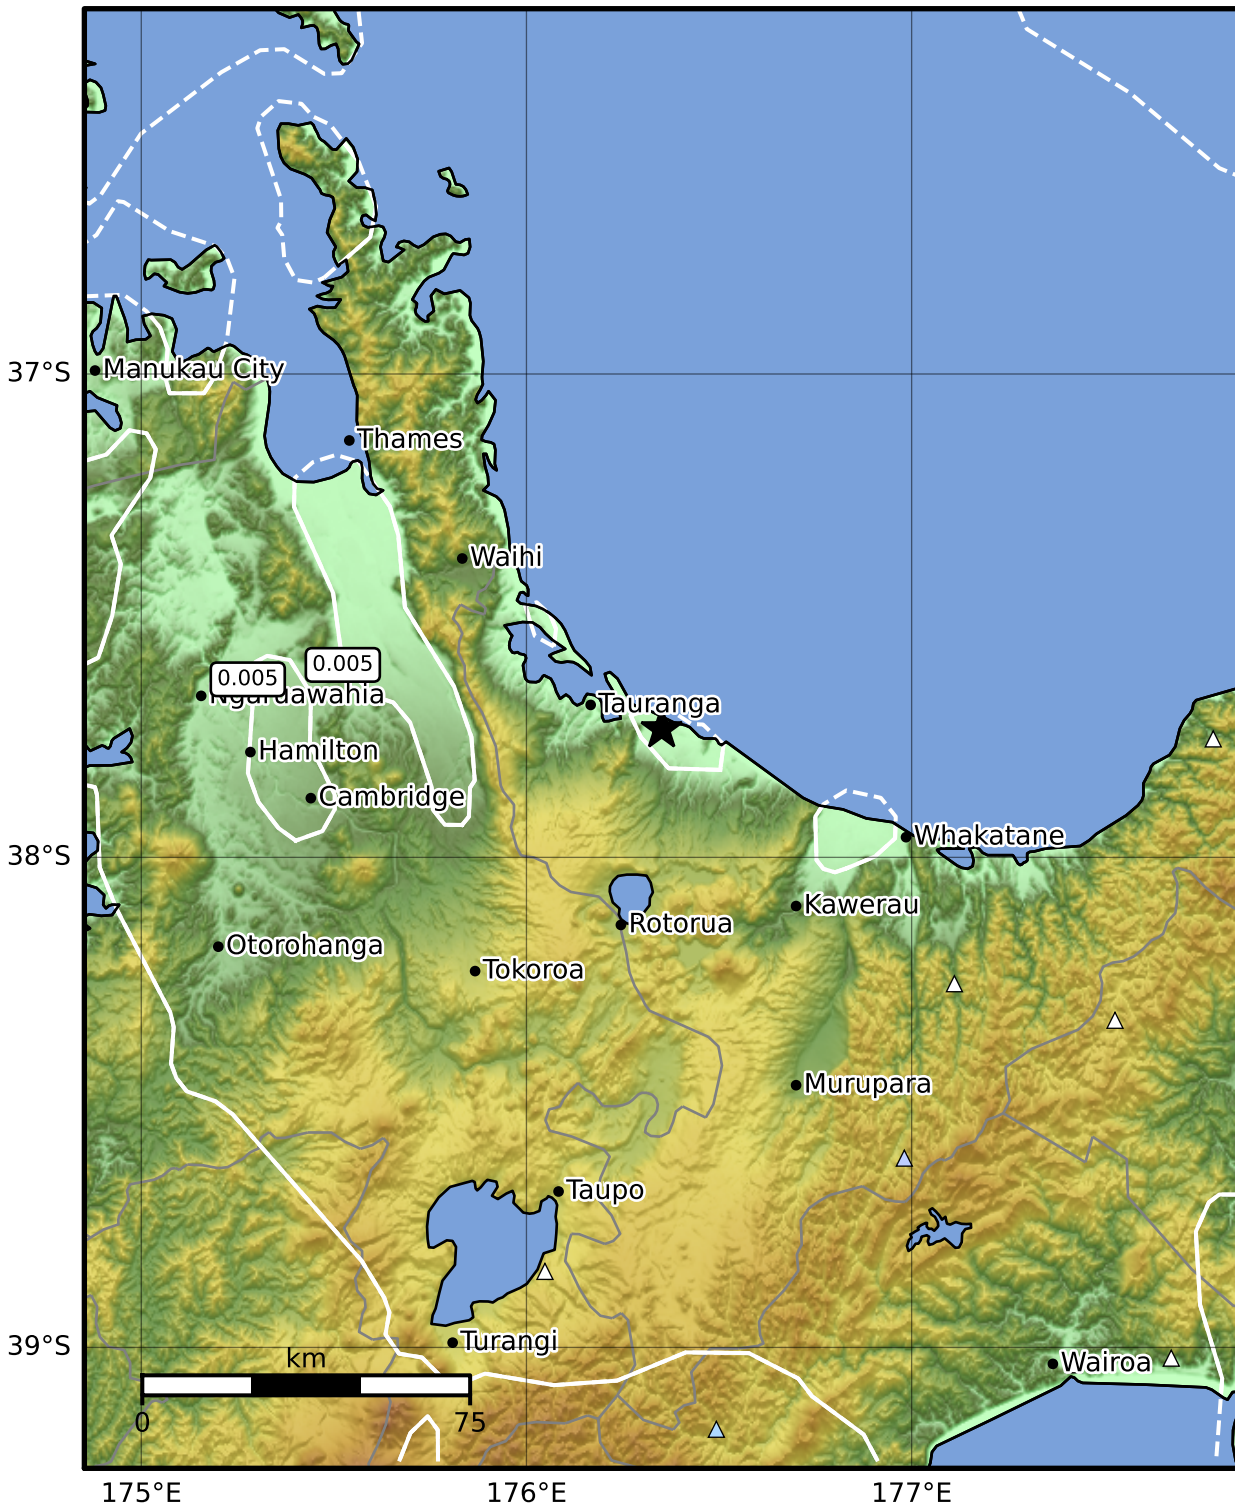 37°S
Manukau City
Thames
Waihi
0.005
0.005
Ngaruawahia
Tauranga
Hamilton
Cambridge
Whakatane
38°S
Kawerau
Rotorua
Otorohanga
Tokoroa
Murupara
Taupo
39°S
Turangi
km
Wairoa
0
75
175°E
176°E
177°E